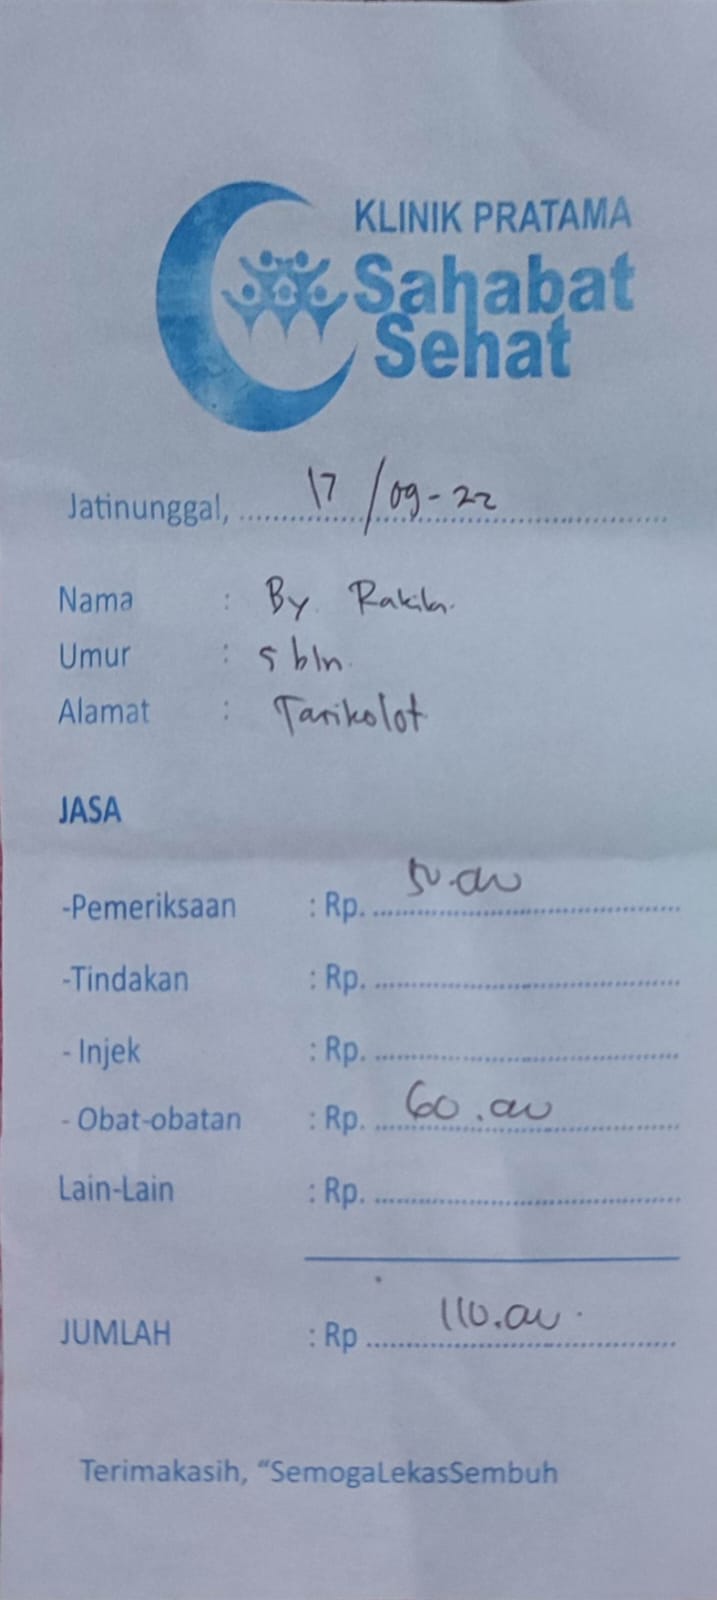 KLINIK PRATAMA
Sahabat
Sehat
Jatinunggal, 17/09-22
Nama : By. Rakila.
Umur : 5 bln.
Alamat : Tarikolot
JASA
-Pemeriksaan : Rp. 50.000
-Tindakan : Rp.
- Injek : Rp.
- Obat-obatan : Rp. 60.000
Lain-Lain : Rp.
JUMLAH : Rp 110.000.
Terimakasih, “SemogaLekasSembuh